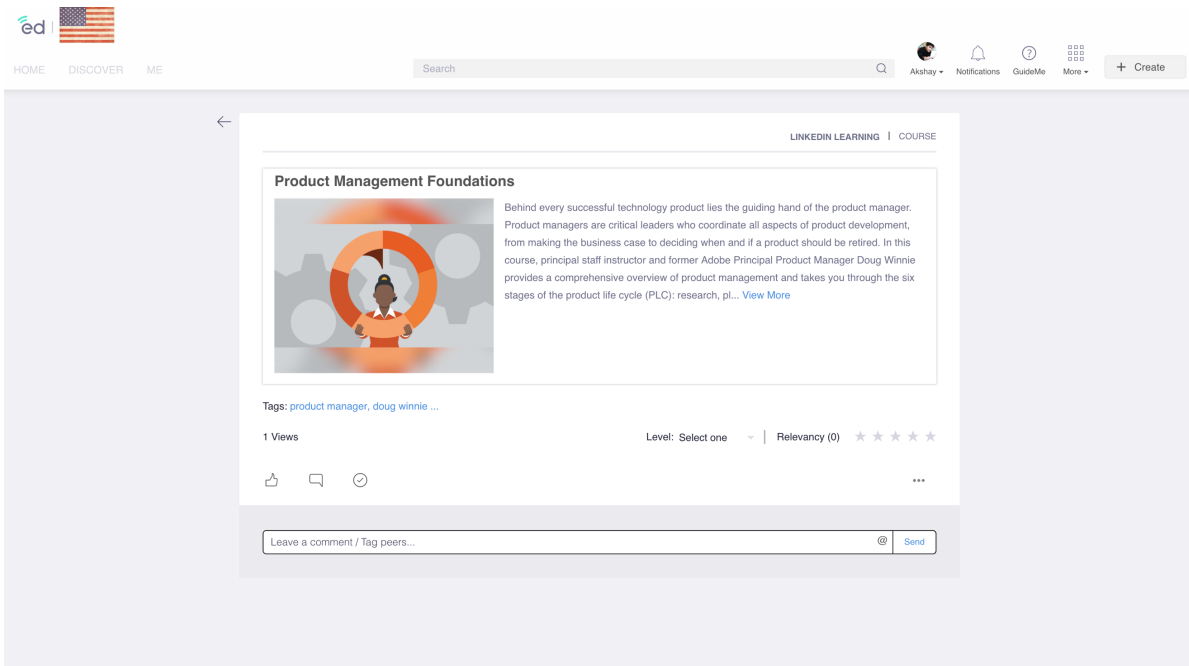 ed
Akshay Notifications GuideMe More
HOME DISCOVER ME Search + Create
LINKEDIN LEARNING | COURSE
Product Management Foundations
Behind every successful technology product lies the guiding hand of the product manager.
Product managers are critical leaders who coordinate all aspects of product development,
from making the business case to deciding when and if a product should be retired. In this
course, principal staff instructor and former Adobe Principal Product Manager Doug Winnie
provides a comprehensive overview of product management and takes you through the six
stages of the product life cycle (PLC): research, pl... View More
Tags: product manager, doug winnie ...
1 Views Level: Select one | Relevancy (0)
Leave a comment / Tag peers... @ Send